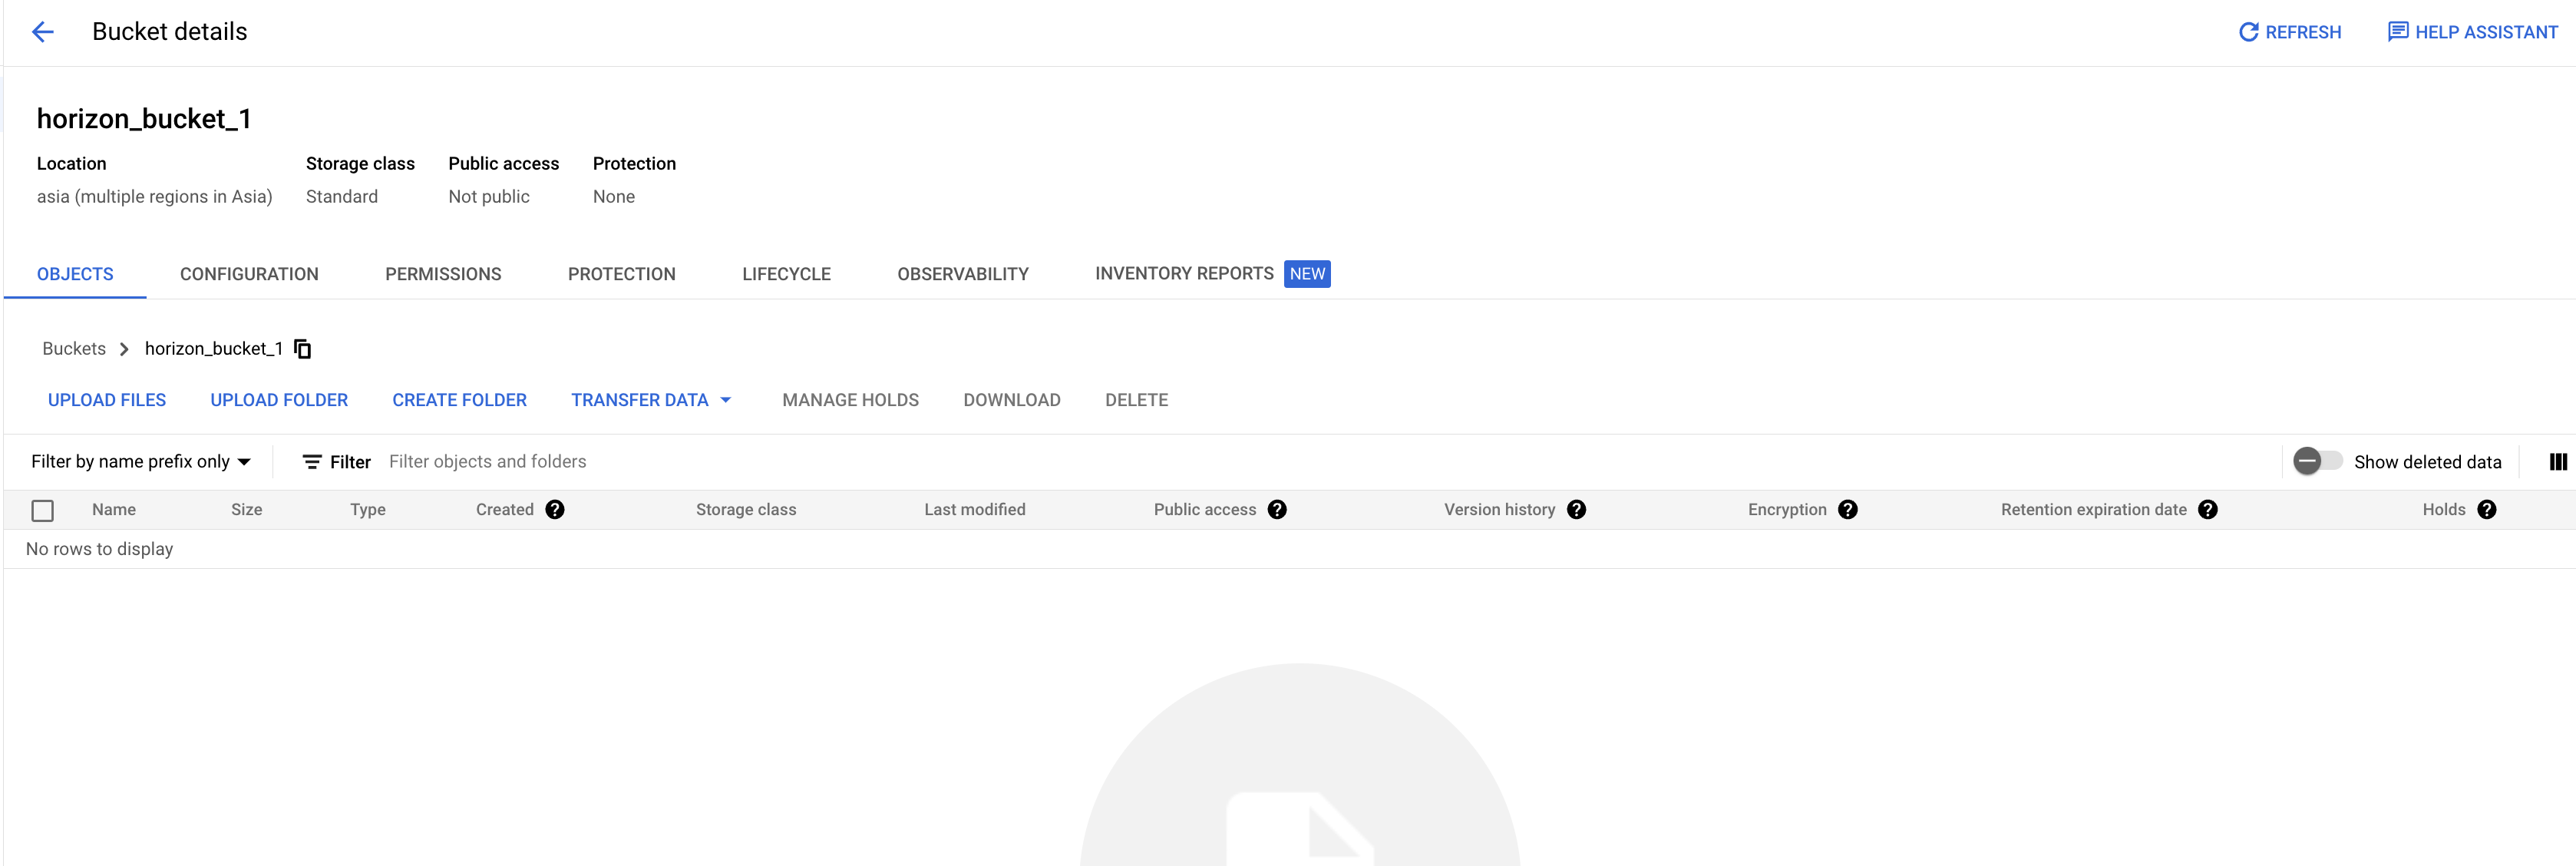 Bucket details REFRESH HELP ASSISTANT
horizon_bucket_1
Location Storage class Public access Protection
asia (multiple regions in Asia) Standard Not public None
OBJECTS CONFIGURATION PERMISSIONS PROTECTION LIFECYCLE OBSERVABILITY INVENTORY REPORTS NEW
Buckets horizon_bucket_1
UPLOAD FILES UPLOAD FOLDER CREATE FOLDER TRANSFER DATA MANAGE HOLDS DOWNLOAD DELETE
Filter by name prefix only Filter Filter objects and folders Show deleted data
Name Size Type Created Storage class Last modified Public access Version history Encryption Retention expiration date Holds
No rows to display